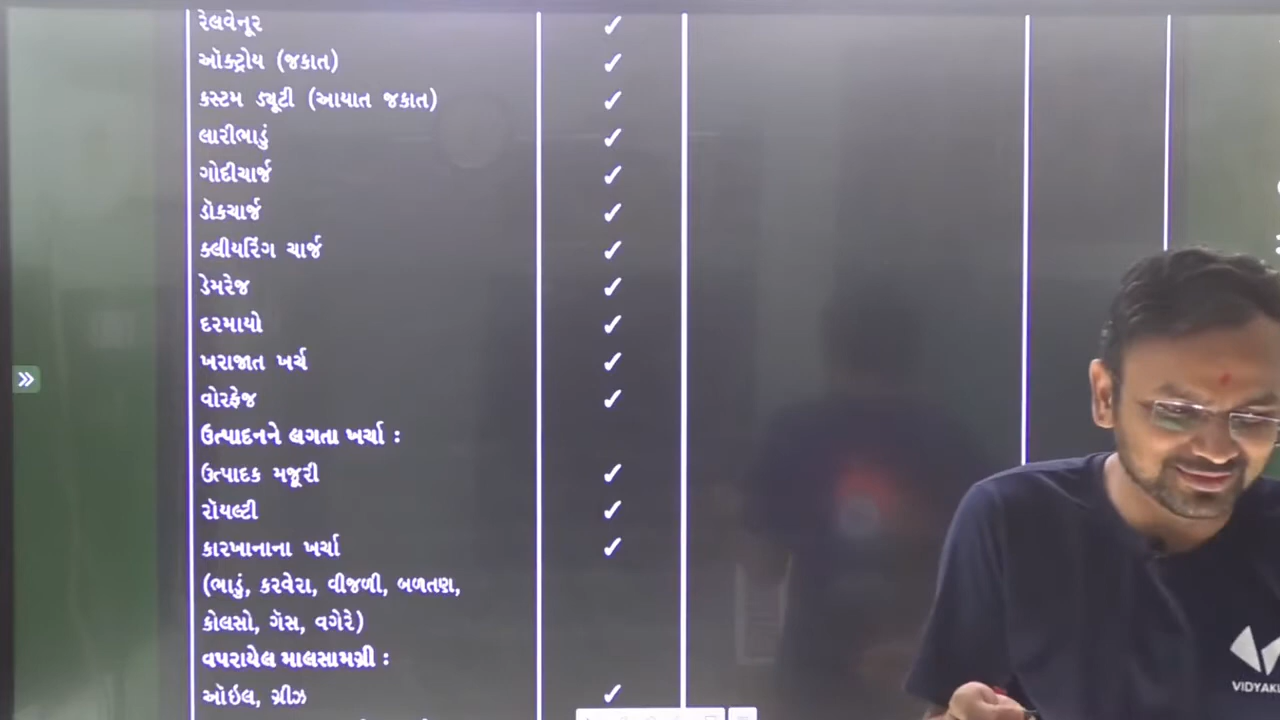 રેલવેનૂર ✓
ઑક્ટ્રોય (જકાત) ✓
કસ્ટમ ડ્યૂટી (આયાત જકાત) ✓
લારીભાડું ✓
ગોદીચાર્જ ✓
ડૉકચાર્જ ✓
ક્લીયરિંગ ચાર્જ ✓
ડેમરેજ ✓
દરમાયો ✓
ખરાજાત ખર્ચ ✓
વોરફેજ ✓
ઉત્પાદનને લગતા ખર્ચા :
ઉત્પાદક મજૂરી ✓
રૉયલ્ટી ✓
કારખાનાના ખર્ચા ✓
(ભાડું, કરવેરા, વીજળી, બળતણ,
કોલસો, ગૅસ, વગેરે)
વપરાયેલ માલસામગ્રી :
ઑઇલ, ગ્રીઝ ✓